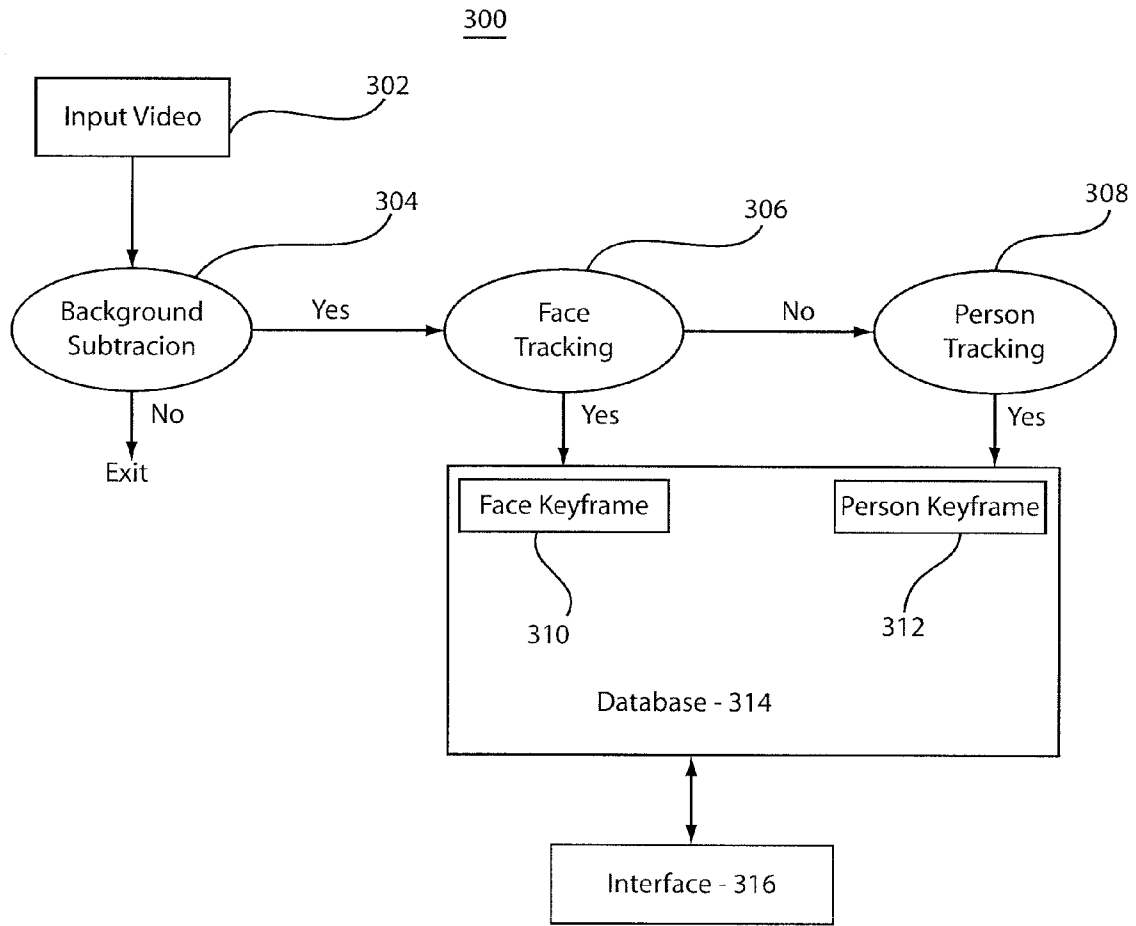 300
Input Video
302
304
306
308
Background
Subtracion
Yes
Face
Tracking
No
Person
Tracking
No
Exit
Yes
Yes
Face Keyframe
Person Keyframe
310
312
Database - 314
Interface - 316